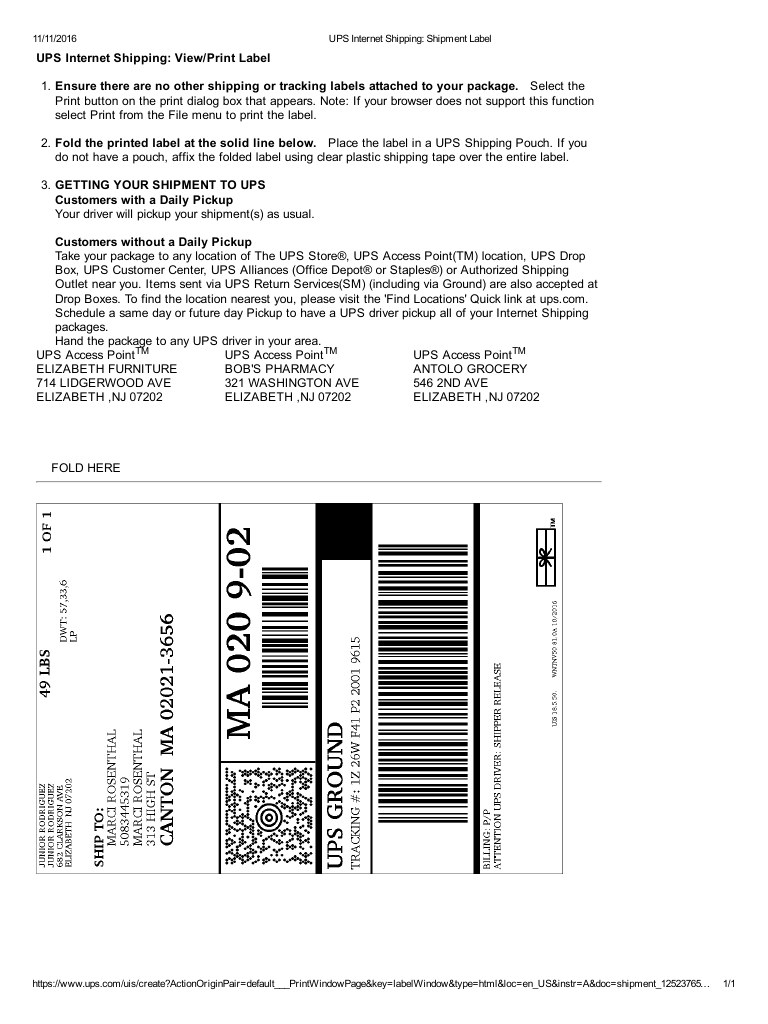 11/11/2016 UPS Internet Shipping: Shipment Label
UPS Internet Shipping: View/Print Label
1. Ensure there are no other shipping or tracking labels attached to your package. Select the
Print button on the print dialog box that appears. Note: If your browser does not support this function
select Print from the File menu to print the label.
2. Fold the printed label at the solid line below. Place the label in a UPS Shipping Pouch. If you
do not have a pouch, affix the folded label using clear plastic shipping tape over the entire label.
3. GETTING YOUR SHIPMENT TO UPS
Customers with a Daily Pickup
Your driver will pickup your shipment(s) as usual.
Customers without a Daily Pickup
Take your package to any location of The UPS Store®, UPS Access Point(TM) location, UPS Drop
Box, UPS Customer Center, UPS Alliances (Office Depot® or Staples®) or Authorized Shipping
Outlet near you. Items sent via UPS Return Services(SM) (including via Ground) are also accepted at
Drop Boxes. To find the location nearest you, please visit the 'Find Locations' Quick link at ups.com.
Schedule a same day or future day Pickup to have a UPS driver pickup all of your Internet Shipping
packages.
Hand the package to any UPS driver in your area.
UPS Access Point™
ELIZABETH FURNITURE
714 LIDGERWOOD AVE
ELIZABETH ,NJ 07202
UPS Access Point™
BOB'S PHARMACY
321 WASHINGTON AVE
ELIZABETH ,NJ 07202
UPS Access Point™
ANTOLO GROCERY
546 2ND AVE
ELIZABETH ,NJ 07202
FOLD HERE
JUNIOR RODRIGUEZ
JUNIOR RODRIGUEZ
682 CLARKSON AVE
ELIZABETH NJ 07202
49 LBS
1 OF 1
DWT: 57,33,6
LP
SHIP TO:
MARCI ROSENTHAL
5083445319
MARCI ROSENTHAL
313 HIGH ST
CANTON MA 02021-3656
MA 020 9-02
UPS GROUND
TRACKING #: 1Z 26W F41 P2 2001 9615
BILLING: P/P
ATTENTION UPS DRIVER: SHIPPER RELEASE
TM
https://www.ups.com/uis/create?ActionOriginPair=default___PrintWindowPage&key=labelWindow&type=html&loc=en_US&instr=A&doc=shipment_12523765… 1/1